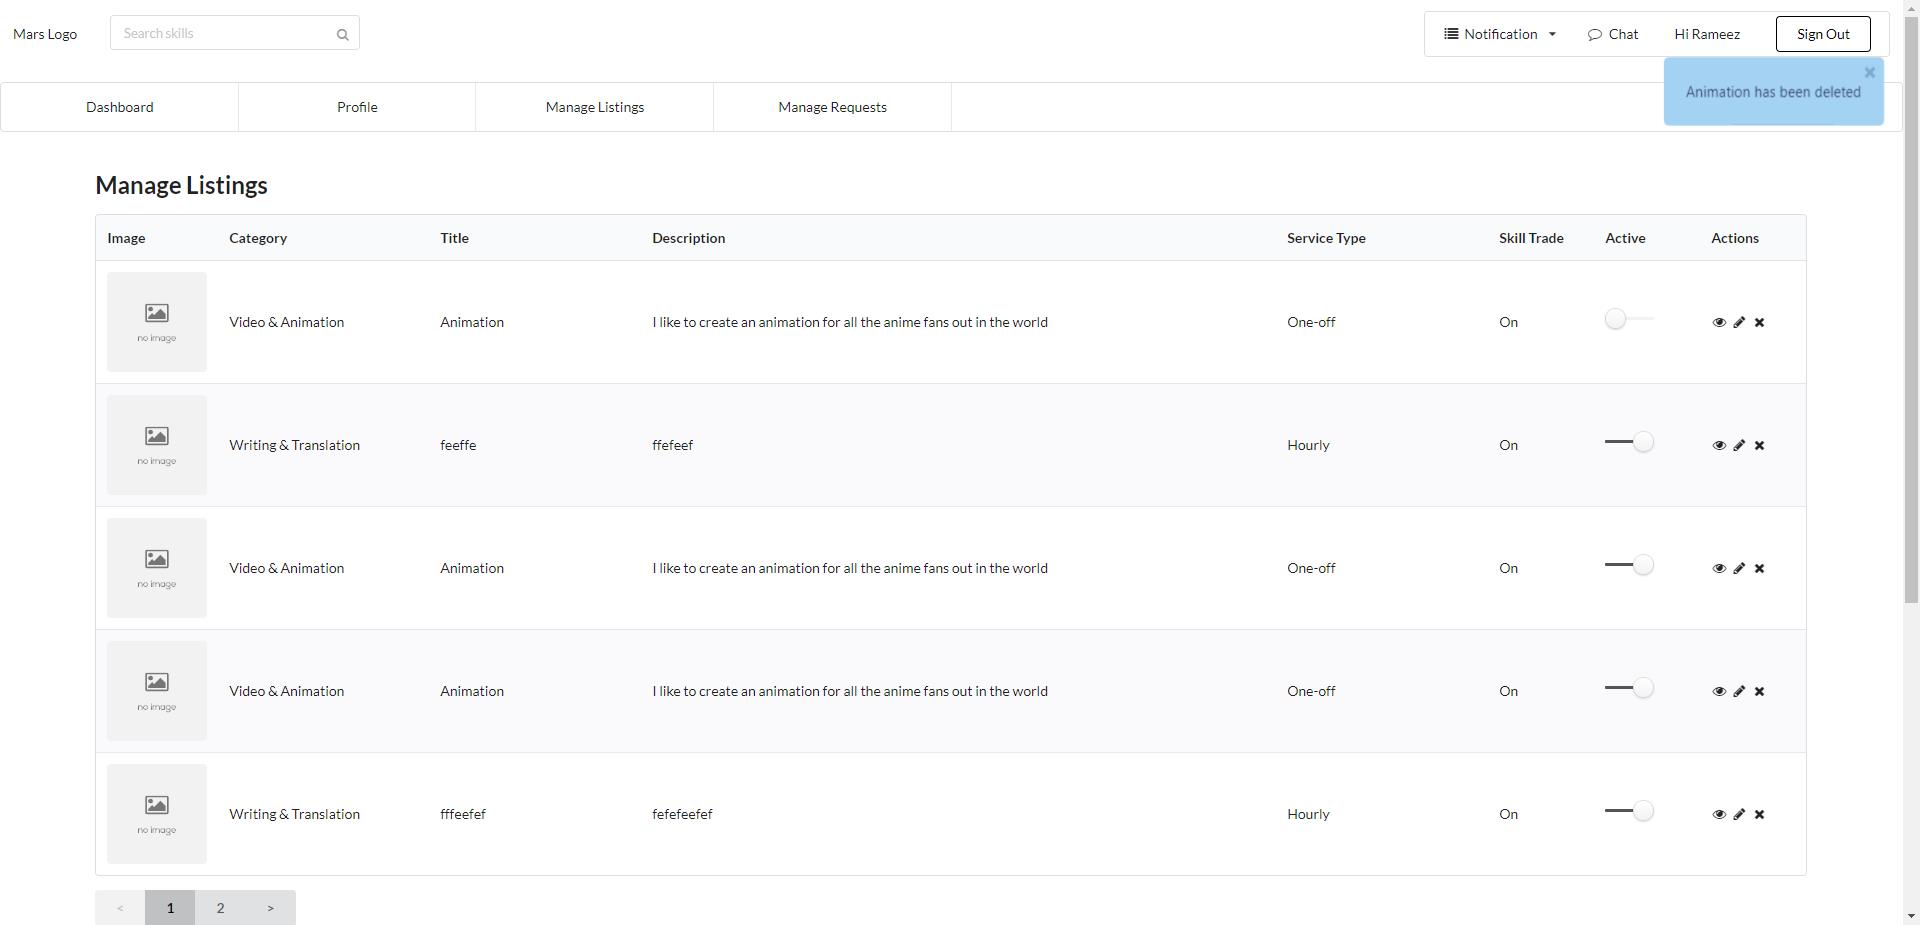 Mars Logo
Search skills
Notification
Chat
Hi Rameez
Sign Out
Animation has been deleted
Dashboard
Profile
Manage Listings
Manage Requests
Manage Listings
Image Category Title Description Service Type Skill Trade Active Actions
no image
Video & Animation Animation I like to create an animation for all the anime fans out in the world One-off On
no image
Writing & Translation feeffe ffefeef Hourly On
no image
Video & Animation Animation I like to create an animation for all the anime fans out in the world One-off On
no image
Video & Animation Animation I like to create an animation for all the anime fans out in the world One-off On
no image
Writing & Translation fffeefef fefefeefef Hourly On
no image
< 1 2 >